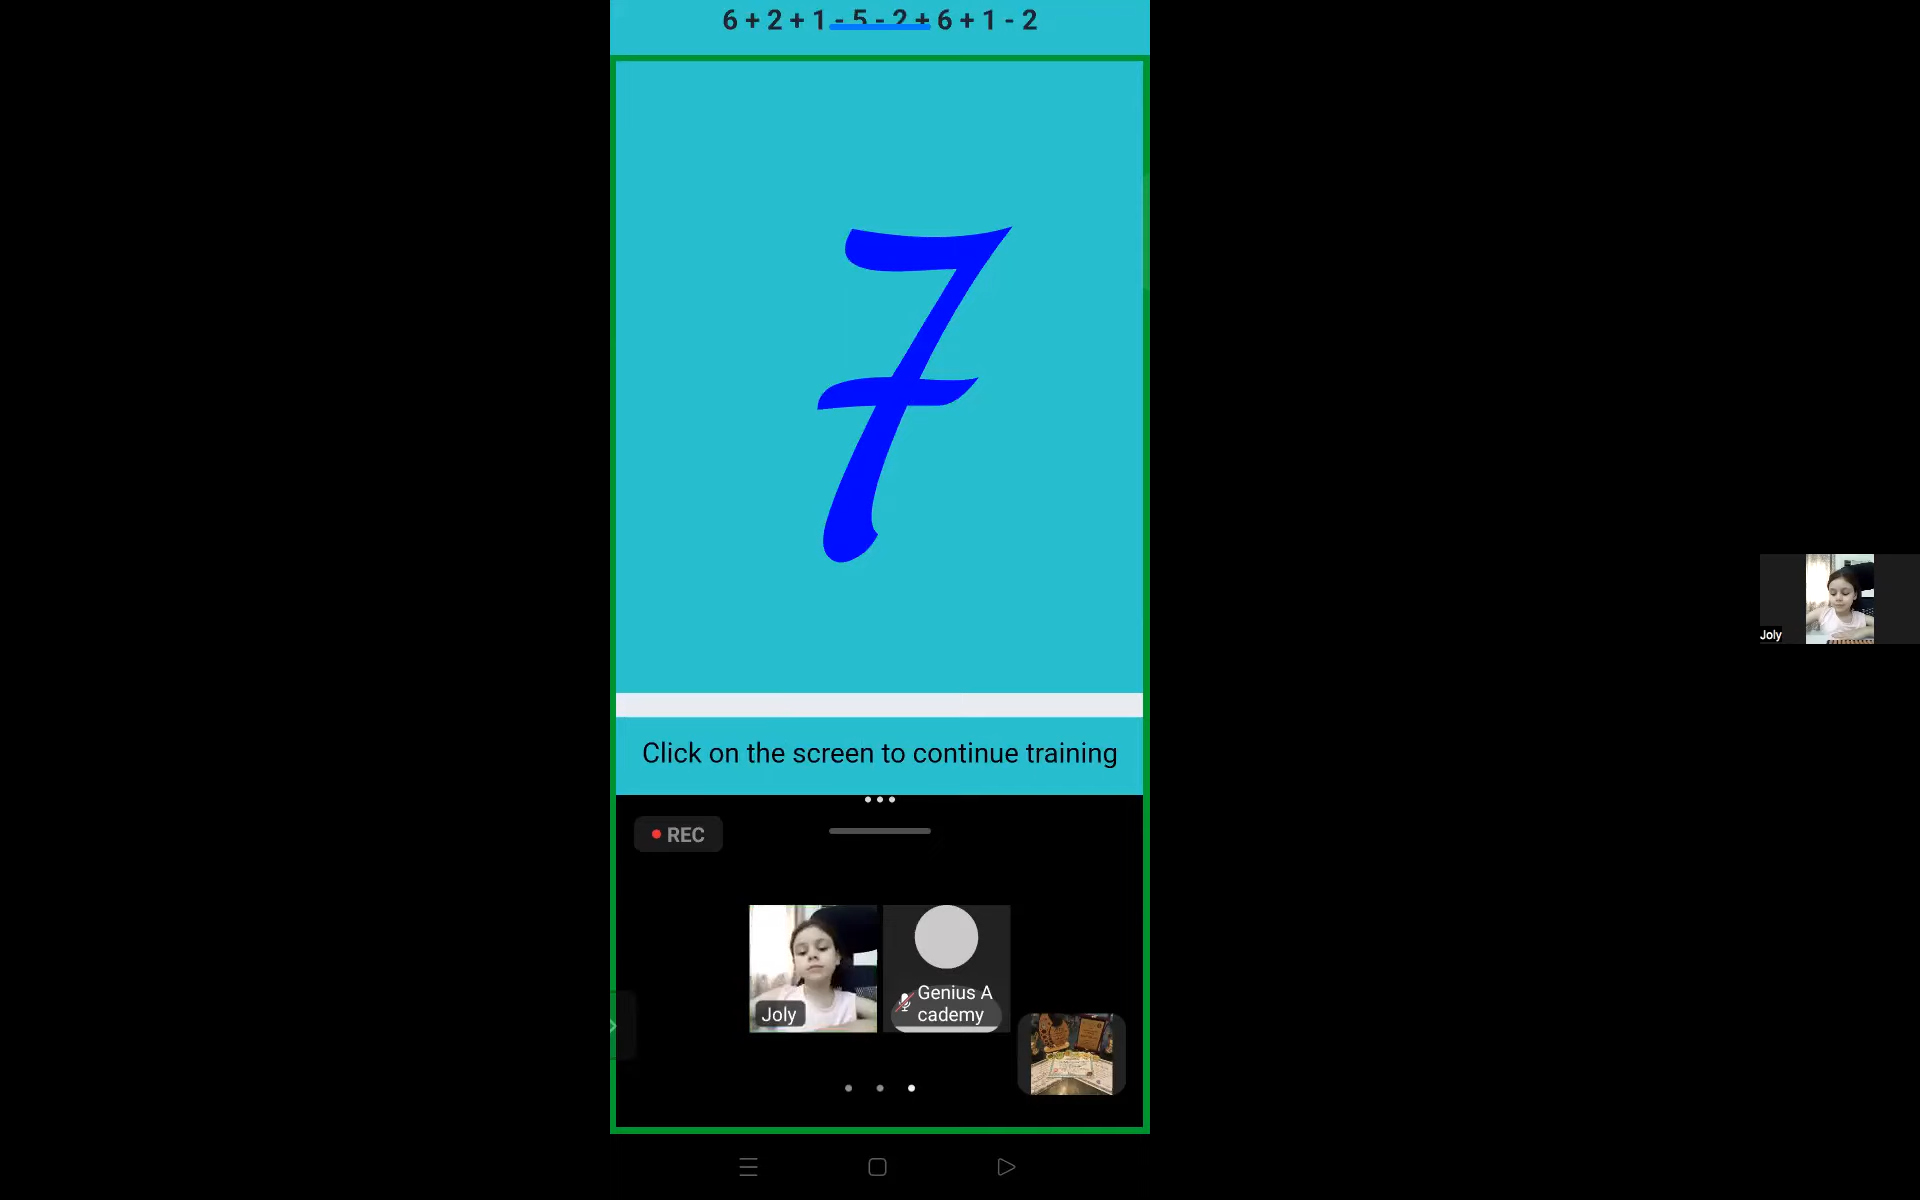 6 + 2 + 1 - 5 - 2 + 6 + 1 - 2
7
Click on the screen to continue training
REC
Joly
Genius A
cademy
Joly